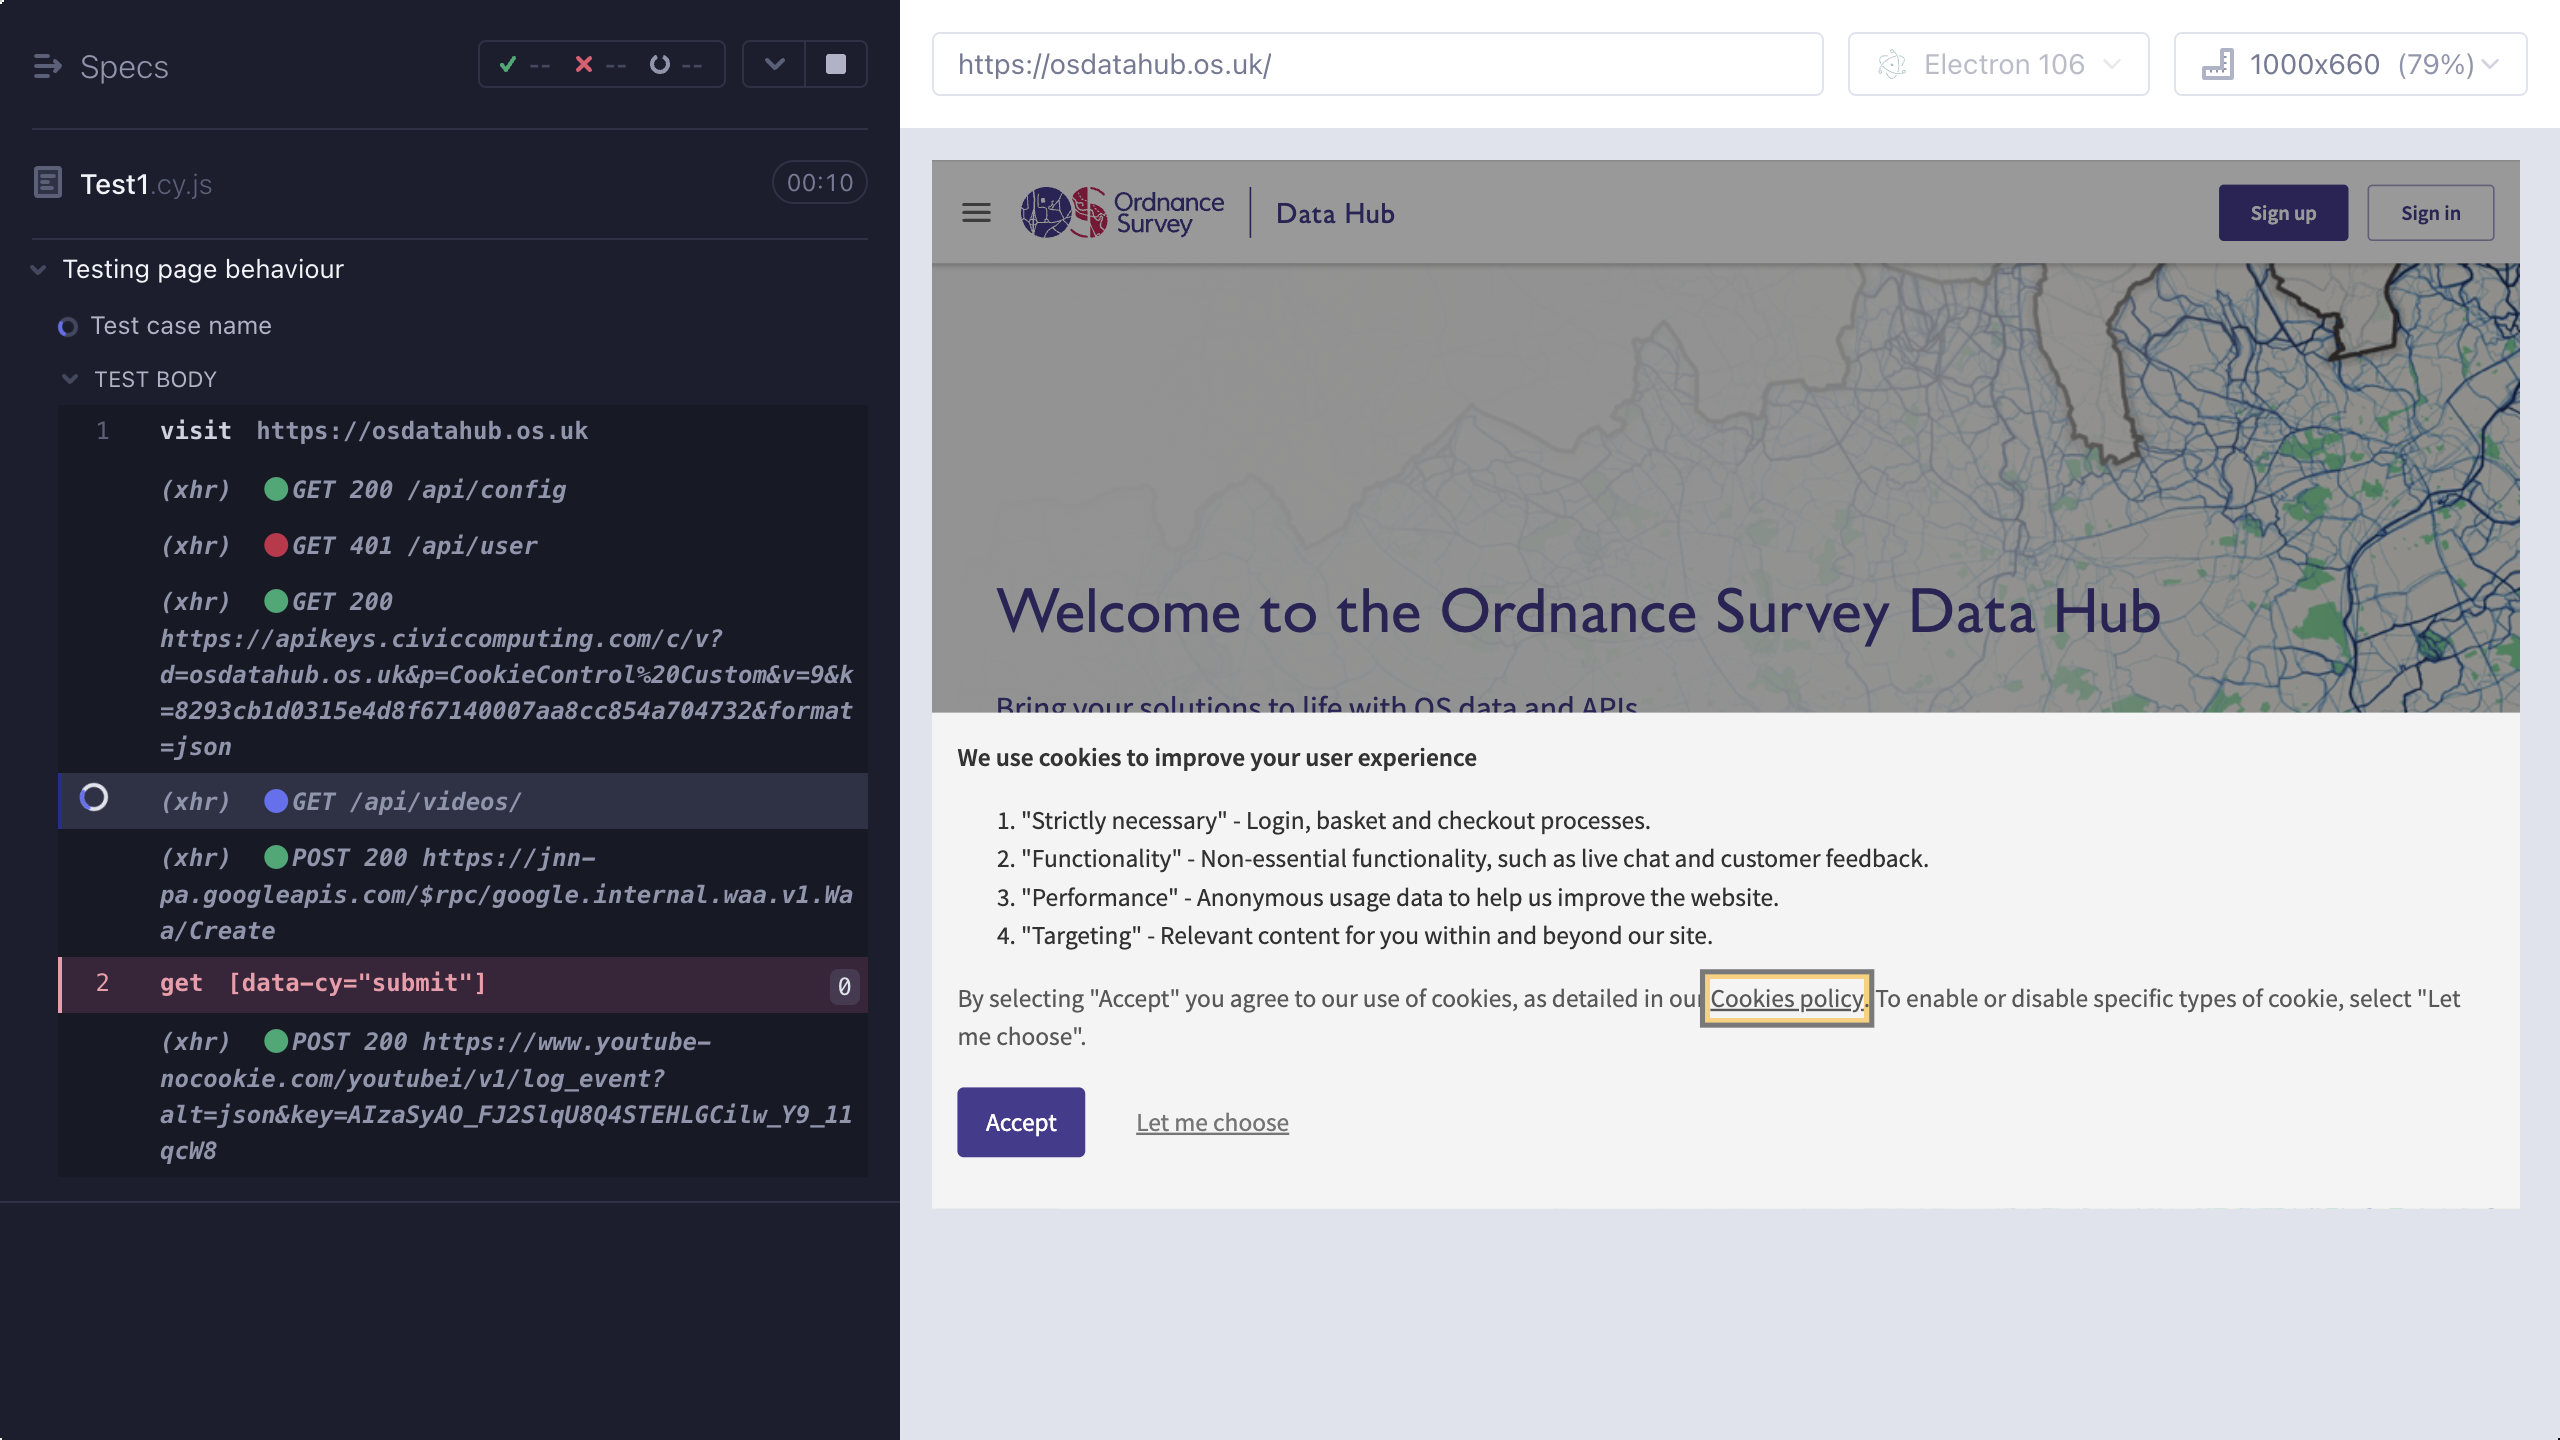 Specs
-- -- --
Test1.cy.js
00:10
Testing page behaviour
Test case name
TEST BODY
1 visit https://osdatahub.os.uk
(xhr) GET 200 /api/config
(xhr) GET 401 /api/user
(xhr) GET 200
https://apikeys.civiccomputing.com/c/v?
d=osdatahub.os.uk&p=CookieControl%20Custom&v=9&k
=8293cb1d0315e4d8f67140007aa8cc854a704732&format
=json
(xhr) GET /api/videos/
(xhr) POST 200 https://jnn-
pa.googleapis.com/$rpc/google.internal.waa.v1.Wa
a/Create
2 get [data-cy="submit"] 0
(xhr) POST 200 https://www.youtube-
nocookie.com/youtubei/v1/log_event?
alt=json&key=AIzaSyAO_FJ2SlqU8Q4STEHLGCilw_Y9_11
qcW8
https://osdatahub.os.uk/
Electron 106
1000x660 (79%)
Ordnance
Survey
Data Hub
Sign up
Sign in
Welcome to the Ordnance Survey Data Hub
Bring your solutions to life with OS data and APIs
We use cookies to improve your user experience
1. "Strictly necessary" - Login, basket and checkout processes.
2. "Functionality" - Non-essential functionality, such as live chat and customer feedback.
3. "Performance" - Anonymous usage data to help us improve the website.
4. "Targeting" - Relevant content for you within and beyond our site.
By selecting "Accept" you agree to our use of cookies, as detailed in our Cookies policy. To enable or disable specific types of cookie, select "Let
me choose".
Accept
Let me choose